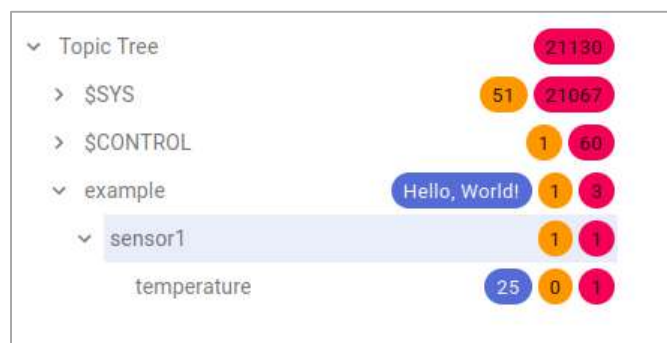 Topic Tree 21130
$SYS 51 21067
$CONTROL 1 60
example Hello, World! 1 3
sensor1 1 1
temperature 25 0 1